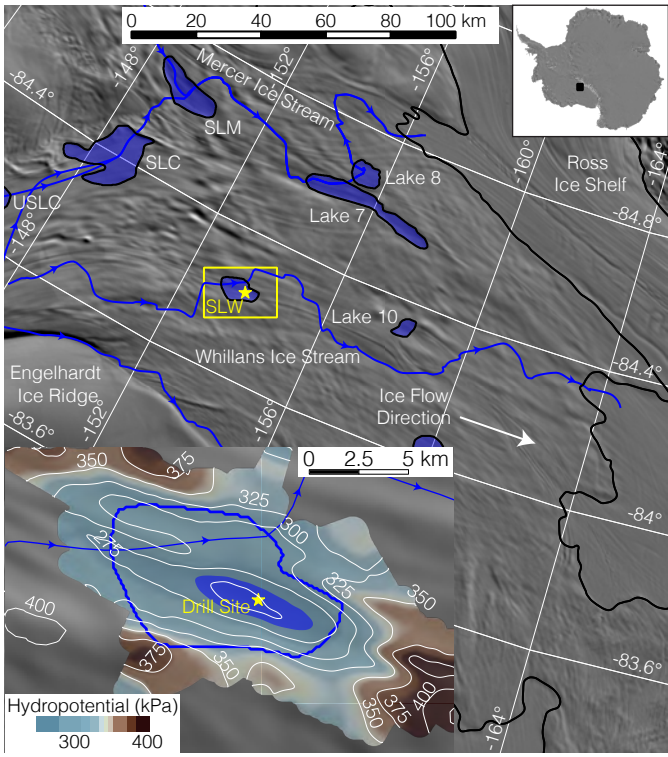 0 20 40 60 80 100 km
-148°
-152°
-156°
-84.4°
Mercer Ice Stream
SLM
SLC
USLC
-148°
-160°
Ross
Ice Shelf
-164°
Lake 8
Lake 7
-84.8°
SLW
Lake 10
Whillans Ice Stream
-84.4°
Engelhardt
Ice Ridge
Ice Flow
Direction
-152°
-156°
-83.6°
0 2.5 5 km
350
375
325
300
275
325
350
Drill Site
400
-84°
375
350
350
375
400
-83.6°
Hydropotential (kPa)
300 400
-164°